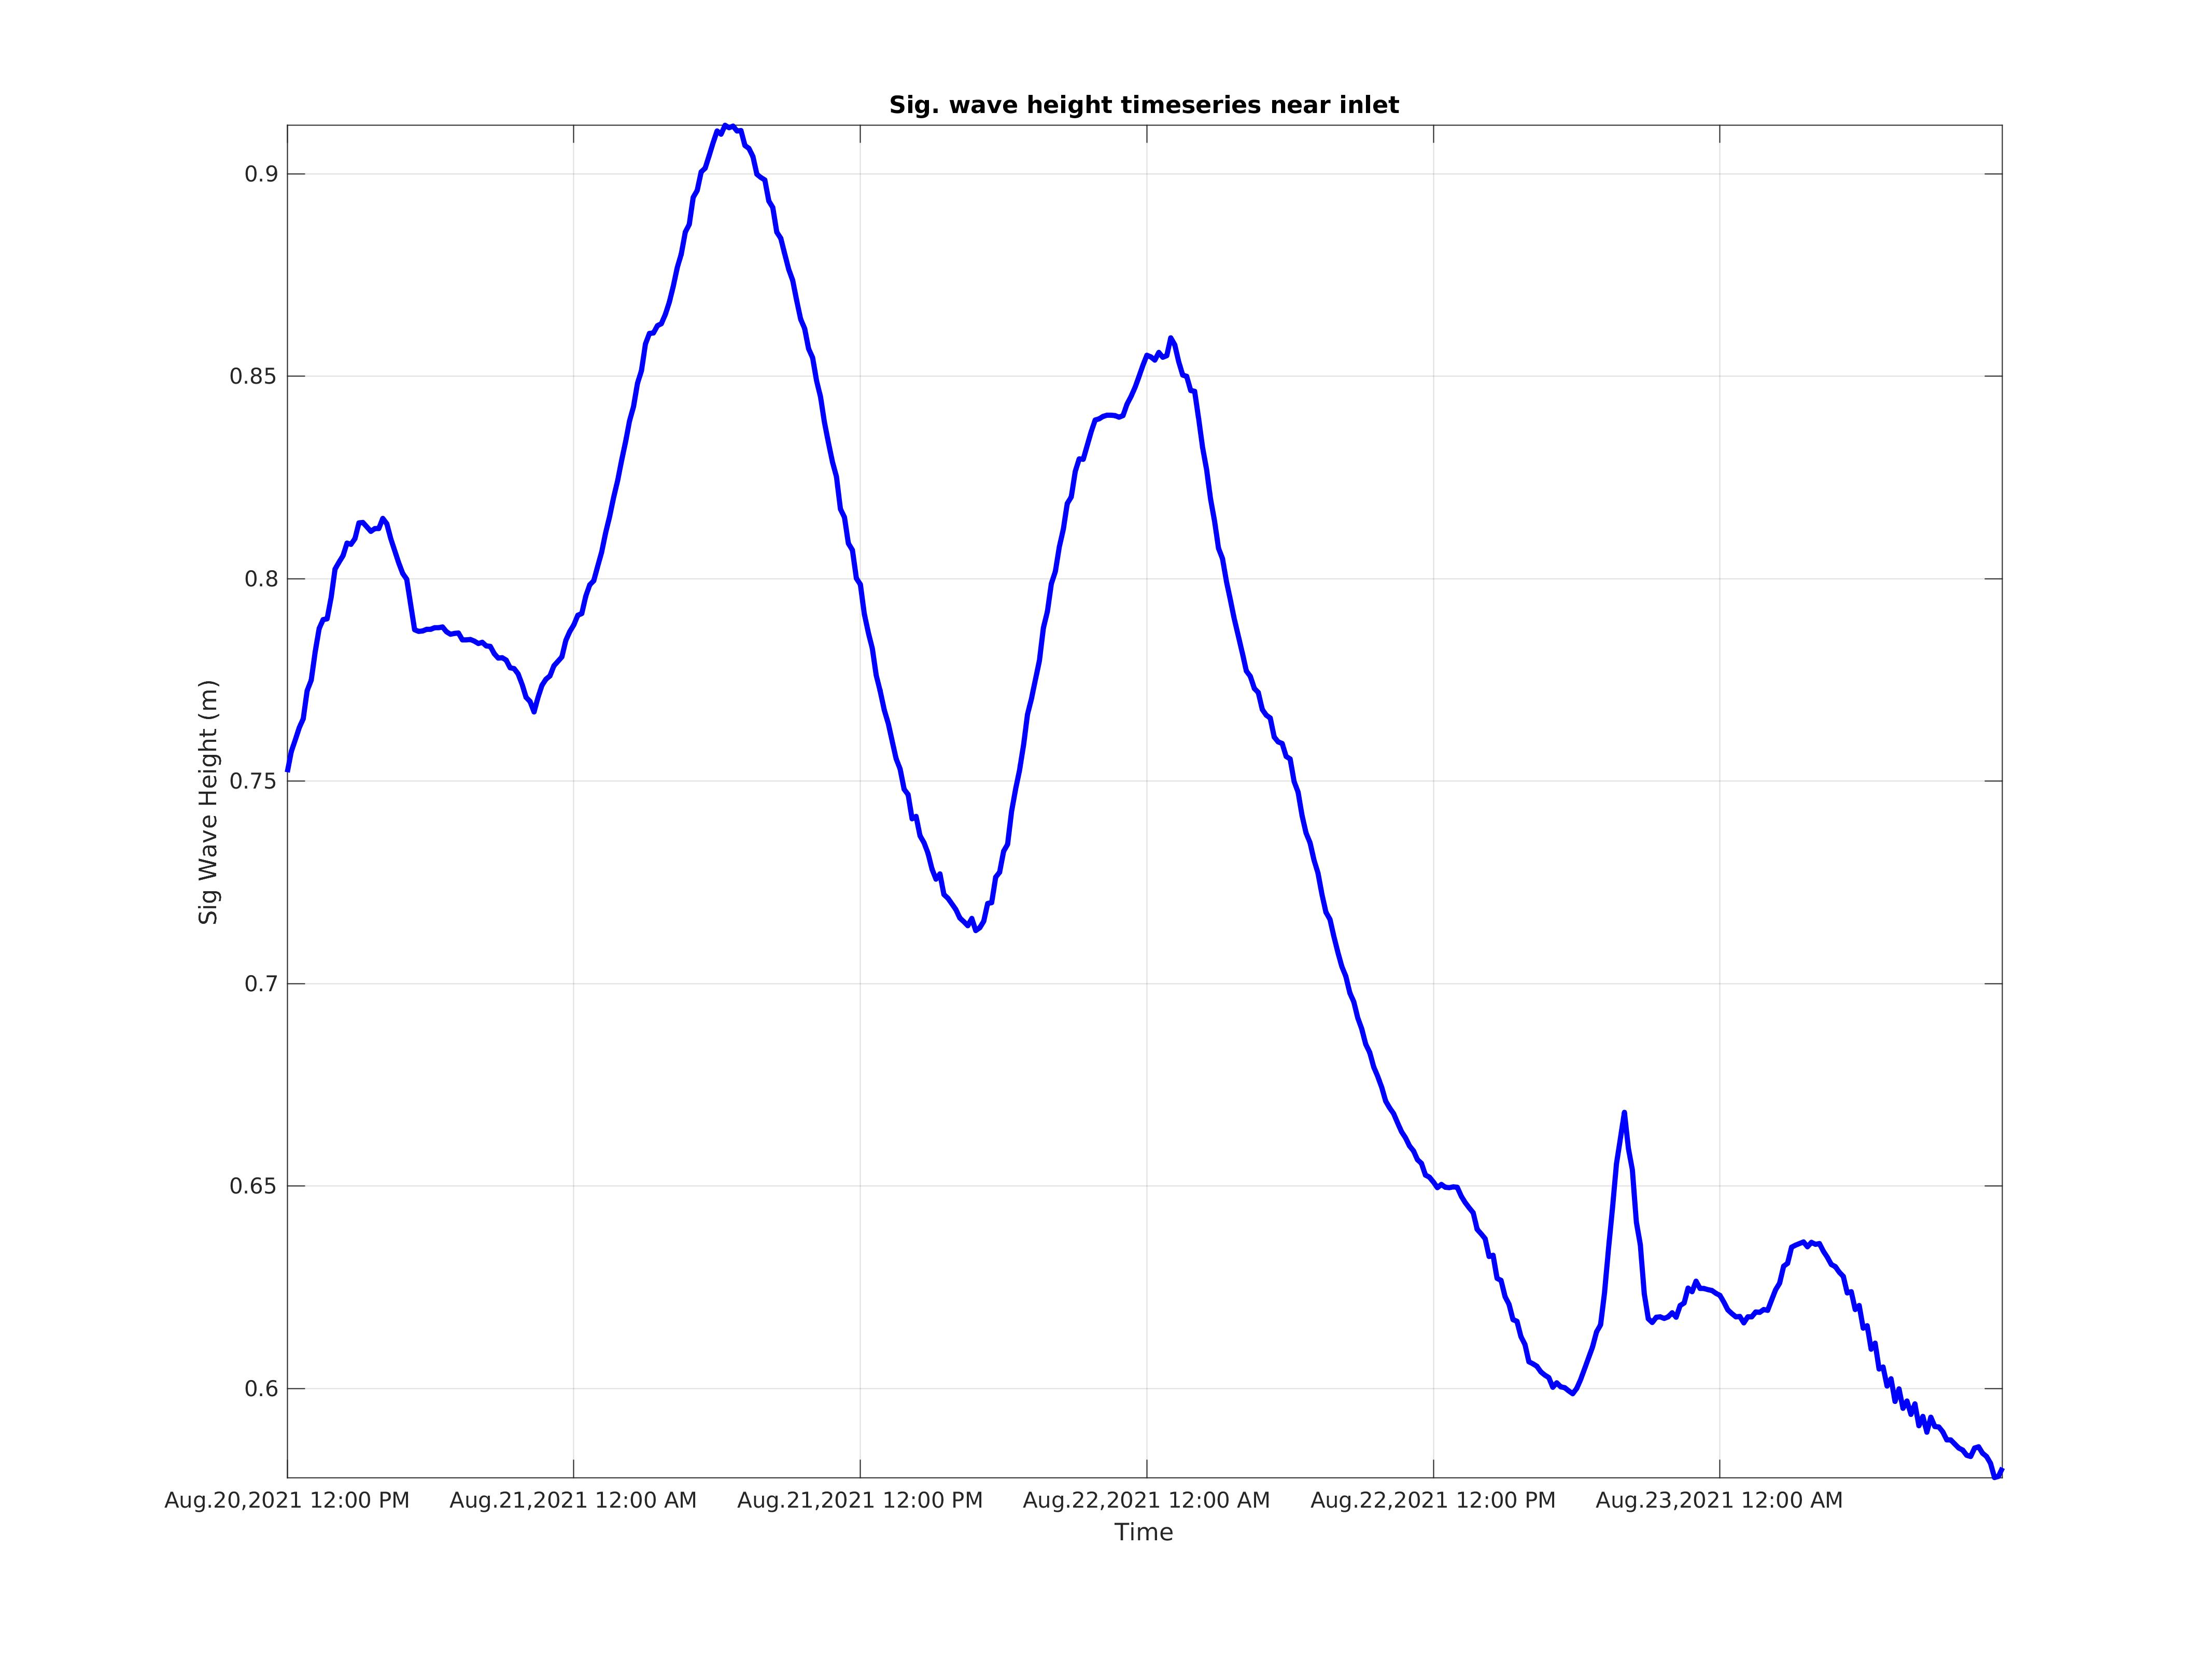 Sig. wave height timeseries near inlet
0.9
0.85
0.8
0.75
0.7
0.65
0.6
Sig Wave Height (m)
Aug.20,2021 12:00 PM Aug.21,2021 12:00 AM Aug.21,2021 12:00 PM Aug.22,2021 12:00 AM Aug.22,2021 12:00 PM Aug.23,2021 12:00 AM
Time